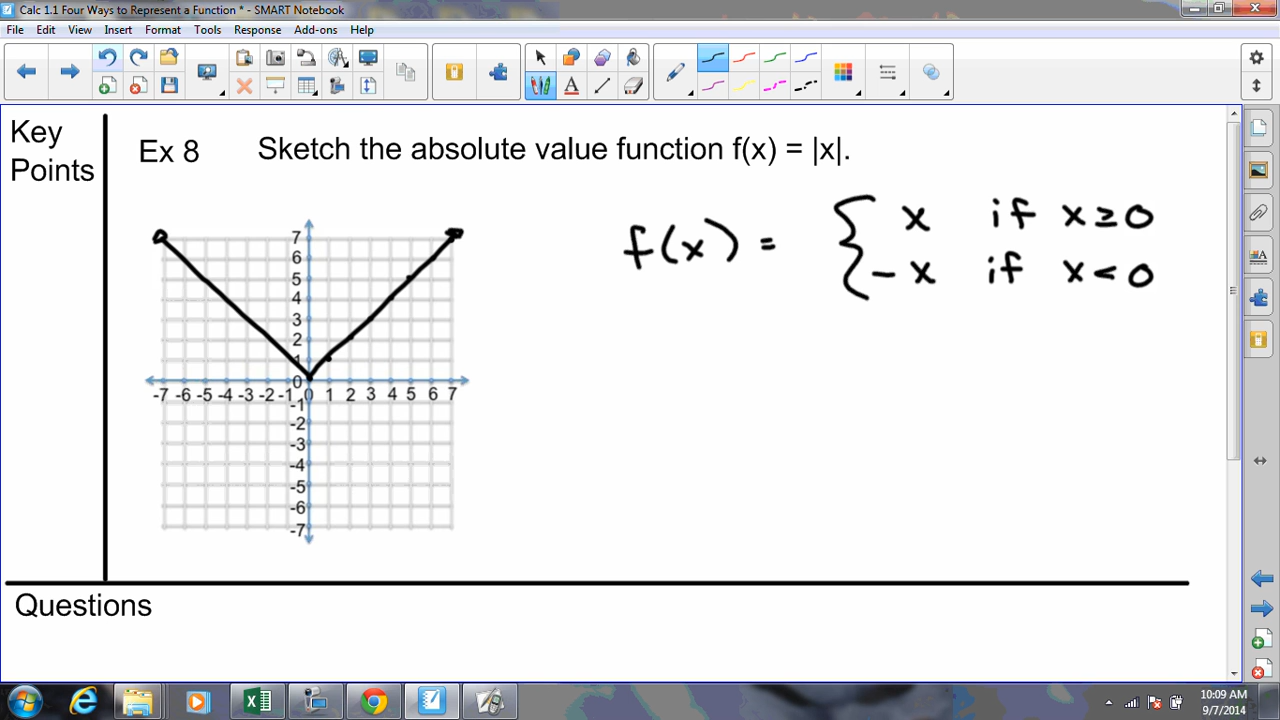 Calc 1.1 Four Ways to Represent a Function * - SMART Notebook
File Edit View Insert Format Tools Response Add-ons Help
Key
Points
Ex 8 Sketch the absolute value function f(x) = |x|.
f(x) = { x if x ≥ 0
- x if x < 0
7
6
5
4
3
2
1
0
-7 -6 -5 -4 -3 -2 -1 0 1 2 3 4 5 6 7
-1
-2
-3
-4
-5
-6
-7
Questions
10:09 AM
9/7/2014